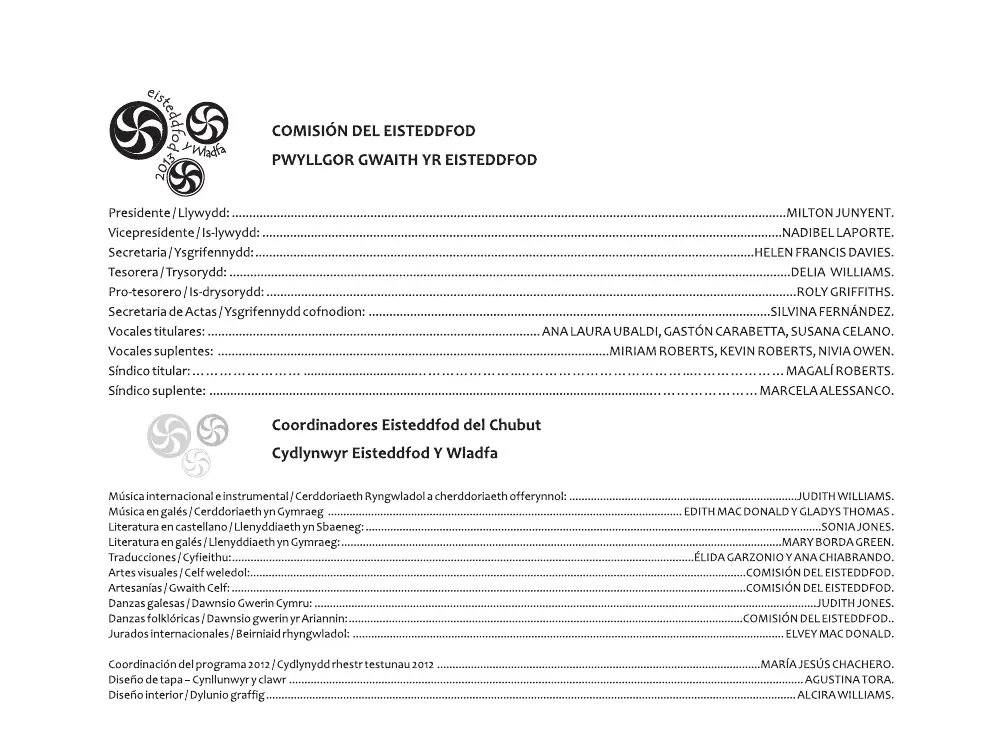 eisteddfod
y Wladfa
2013
COMISIÓN DEL EISTEDDFOD
PWYLLGOR GWAITH YR EISTEDDFOD
Presidente / Llywydd: ................MILTON JUNYENT.
Vicepresidente / Is-lywydd: ................NADIBEL LAPORTE.
Secretaria / Ysgrifennydd: ................HELEN FRANCIS DAVIES.
Tesorera / Trysorydd: ................DELIA WILLIAMS.
Pro-tesorero / Is-drysorydd: ................ROLY GRIFFITHS.
Secretaria de Actas / Ysgrifennydd cofnodion: ................SILVINA FERNÁNDEZ.
Vocales titulares: ................ ANA LAURA UBALDI, GASTÓN CARABETTA, SUSANA CELANO.
Vocales suplentes: ................MIRIAM ROBERTS, KEVIN ROBERTS, NIVIA OWEN.
Síndico titular: ................ MAGALÍ ROBERTS.
Síndico suplente: ................ MARCELA ALESSANCO.
Coordinadores Eisteddfod del Chubut
Cydlynwyr Eisteddfod Y Wladfa
Música internacional e instrumental / Cerddoriaeth Ryngwladol a cherddoriaeth offerynnol: ................JUDITH WILLIAMS.
Música en galés / Cerddoriaeth yn Gymraeg ................ EDITH MAC DONALD Y GLADYS THOMAS .
Literatura en castellano / Llenyddiaeth yn Sbaeneg: ................SONIA JONES.
Literatura en galés / Llenyddiaeth yn Gymraeg: ................MARY BORDA GREEN.
Traducciones / Cyfieithu: ................ÉLIDA GARZONIO Y ANA CHIABRANDO.
Artes visuales / Celf weledol:................COMISIÓN DEL EISTEDDFOD.
Artesanías / Gwaith Celf: ................COMISIÓN DEL EISTEDDFOD.
Danzas galesas / Dawnsio Gwerin Cymru: ................JUDITH JONES.
Danzas folklóricas / Dawnsio gwerin yr Ariannin:................COMISIÓN DEL EISTEDDFOD..
Jurados internacionales / Beirniaid rhyngwladol: ................ ELVEY MAC DONALD.
Coordinación del programa 2012 / Cydlynydd rhestr testunau 2012 ................MARÍA JESÚS CHACHERO.
Diseño de tapa – Cynllunwyr y clawr ................ AGUSTINA TORA.
Diseño interior / Dylunio graffig ................ ALCIRA WILLIAMS.